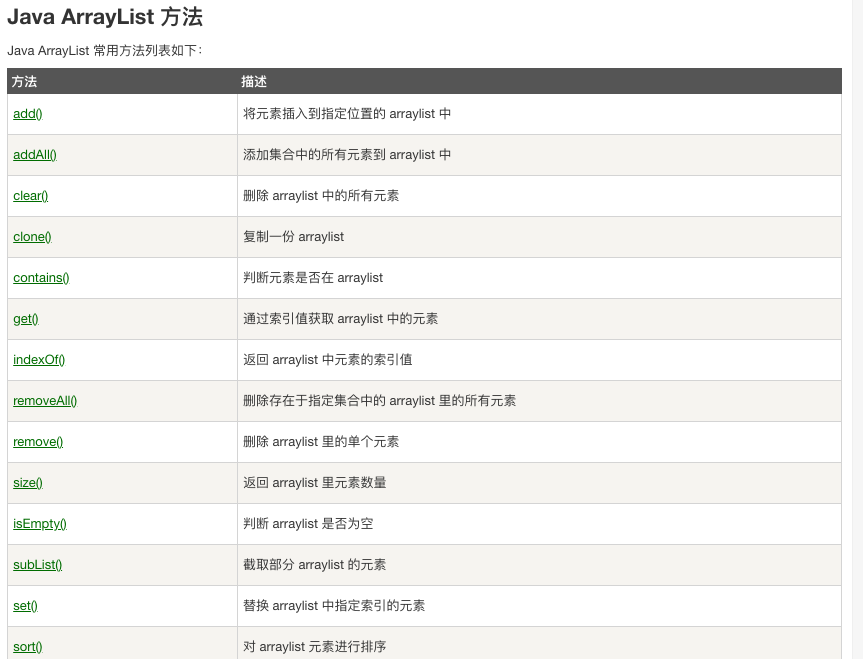 Java ArrayList 方法
Java ArrayList 常用方法列表如下：
方法 描述
add() 将元素插入到指定位置的 arraylist 中
addAll() 添加集合中的所有元素到 arraylist 中
clear() 删除 arraylist 中的所有元素
clone() 复制一份 arraylist
contains() 判断元素是否在 arraylist
get() 通过索引值获取 arraylist 中的元素
indexOf() 返回 arraylist 中元素的索引值
removeAll() 删除存在于指定集合中的 arraylist 里的所有元素
remove() 删除 arraylist 里的单个元素
size() 返回 arraylist 里元素数量
isEmpty() 判断 arraylist 是否为空
subList() 截取部分 arraylist 的元素
set() 替换 arraylist 中指定索引的元素
sort() 对 arraylist 元素进行排序